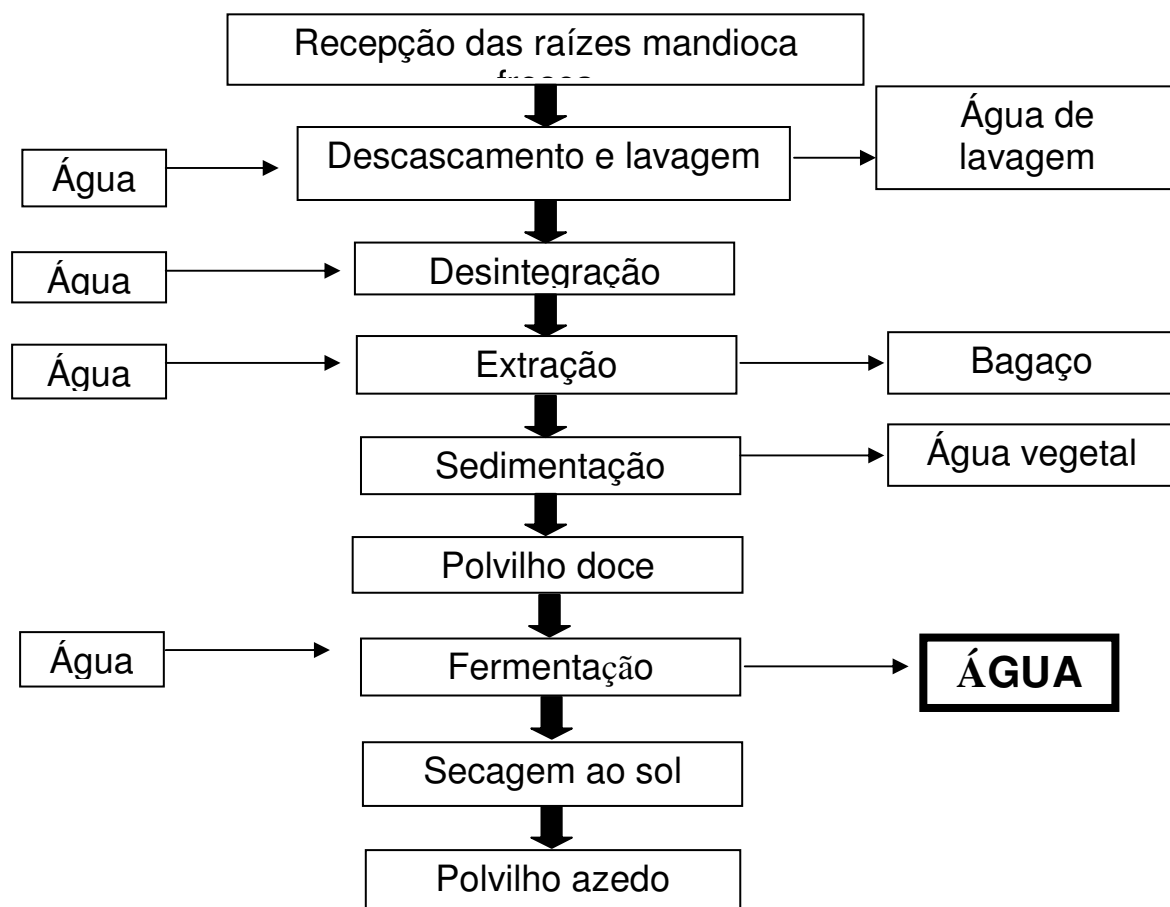 Recepção das raízes mandioca
Água
Descascamento e lavagem
Água de
lavagem
Água
Desintegração
Água
Extração
Bagaço
Sedimentação
Água vegetal
Polvilho doce
Água
Fermentação
ÁGUA
Secagem ao sol
Polvilho azedo